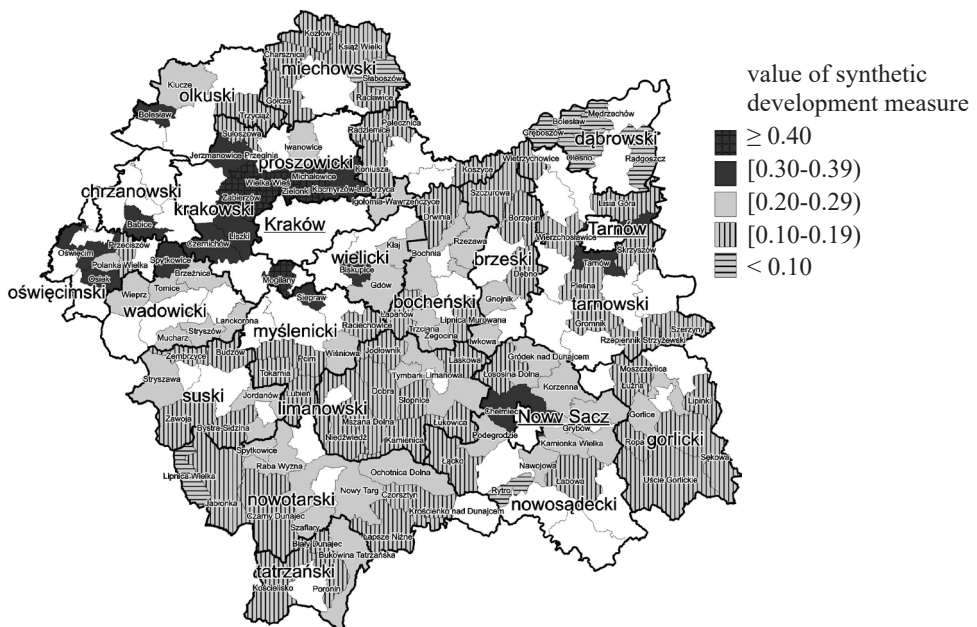 Kozłów
Książ Wielki
Charsznica
miechowski
Słaboszów
Klucze
olkuski
Racławice
Gołcza
Bolesław
Trzyciąż
Pałecznica
Sułoszowa
Radziemice
Iwanowice
Jerzmanowice Przeginia
proszowicki
Koniusza
Michałowice
Wielka Wieś
Kocmyrzów-Luborzyca
Zielonki
Zabierzów
Igołomia-Wawrzeńczyce
chrzanowski
krakowski
Kraków
Babice
Liszki
Czernichów
Mędrzechów
Bolesław
Gręboszów
dąbrowski
Olesno
Radgoszcz
Wietrzychowice
Koszyce
Szczurowa
Lisia Góra
Borzęcin
Drwinia
Tarnów
Wierzchosławice
Skrzyszów
Oświęcim
Przeciszów
Polanka Wielka
Spytkowice
Osiek
Brzeźnica
oświęcimski
Kłaj
Rzezawa
wielicki
Bochnia
Biskupice
brzeski
Dębno
Tarnów
Gdów
Mogilany
Siepraw
Pleśna
Tomice
Wieprz
wadowicki
Lanckorona
Stryszów
Mucharz
bocheński
Gnojnik
tarnowski
Łapanów
Lipnica Murowana
myślenicki
Raciechowice
Trzciana
Żegocina
Gromnik
Szerzyny
Iwkowa
Rzepiennik Strzyżewski
Zembrzyce
Budzów
Wiśniowa
Jodłownik
Laskowa
Gródek nad Dunajcem
Pcim
Tokarnia
Stryszawa
Tymbark
Limanowa
Łososina Dolna
Moszczenica
Korzenna
Łużna
suski
Jordanów
Lubień
Dobra
Słopnice
Lipinki
limanowski
Chełmiec
Nowy Sącz
Gorlice
Zawoja
Mszana Dolna
Łukowica
Bystra-Sidzina
Niedźwiedź
Kamienica
Podegrodzie
Grybów
Kamionka Wielka
Ropa
gorlicki
Sękowa
Spytkowice
Raba Wyżna
Łącko
Nawojowa
Lipnica Wielka
Ochotnica Dolna
Łabowa
Uście Gorlickie
Nowy Targ
Czorsztyn
Rytro
nowotarski
Jabłonka
Krościenko nad Dunajcem
nowosądecki
Czarny Dunajec
Szaflary
Łapsze Niżne
Biały Dunajec
Bukowina Tatrzańska
tatrzański
Kościelisko
Poronin
value of synthetic
development measure
≥ 0.40
[0.30-0.39)
[0.20-0.29)
[0.10-0.19)
< 0.10